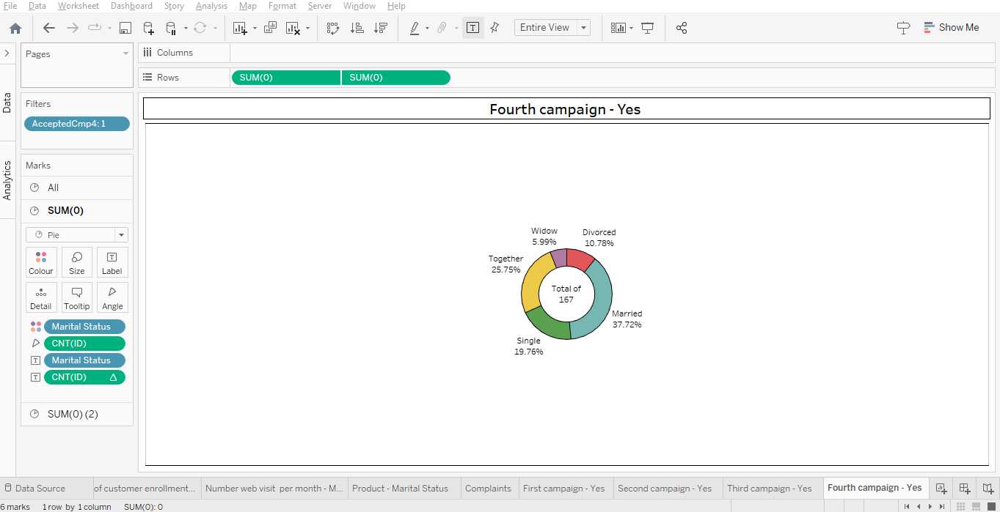 File Data Worksheet Dashboard Story Analysis Map Format Server Window Help
T Entire View Show Me
Pages
Columns
Rows SUM(0) SUM(0)
Data
Analytics
Filters
AcceptedCmp4: 1
Marks
All
SUM(0)
Pie
Colour Size T Label
Detail Tooltip Angle
Marital Status
CNT(ID)
T Marital Status
T CNT(ID) Δ
SUM(0) (2)
Fourth campaign - Yes
Widow
5.99%
Divorced
10.78%
Together
25.75%
Total of
167
Married
37.72%
Single
19.76%
Data Source of customer enrollment... Number web visit per month - M... Product - Marital Status Complaints First campaign - Yes Second campaign - Yes Third campaign - Yes Fourth campaign - Yes
6 marks 1 row by 1 column SUM(0): 0